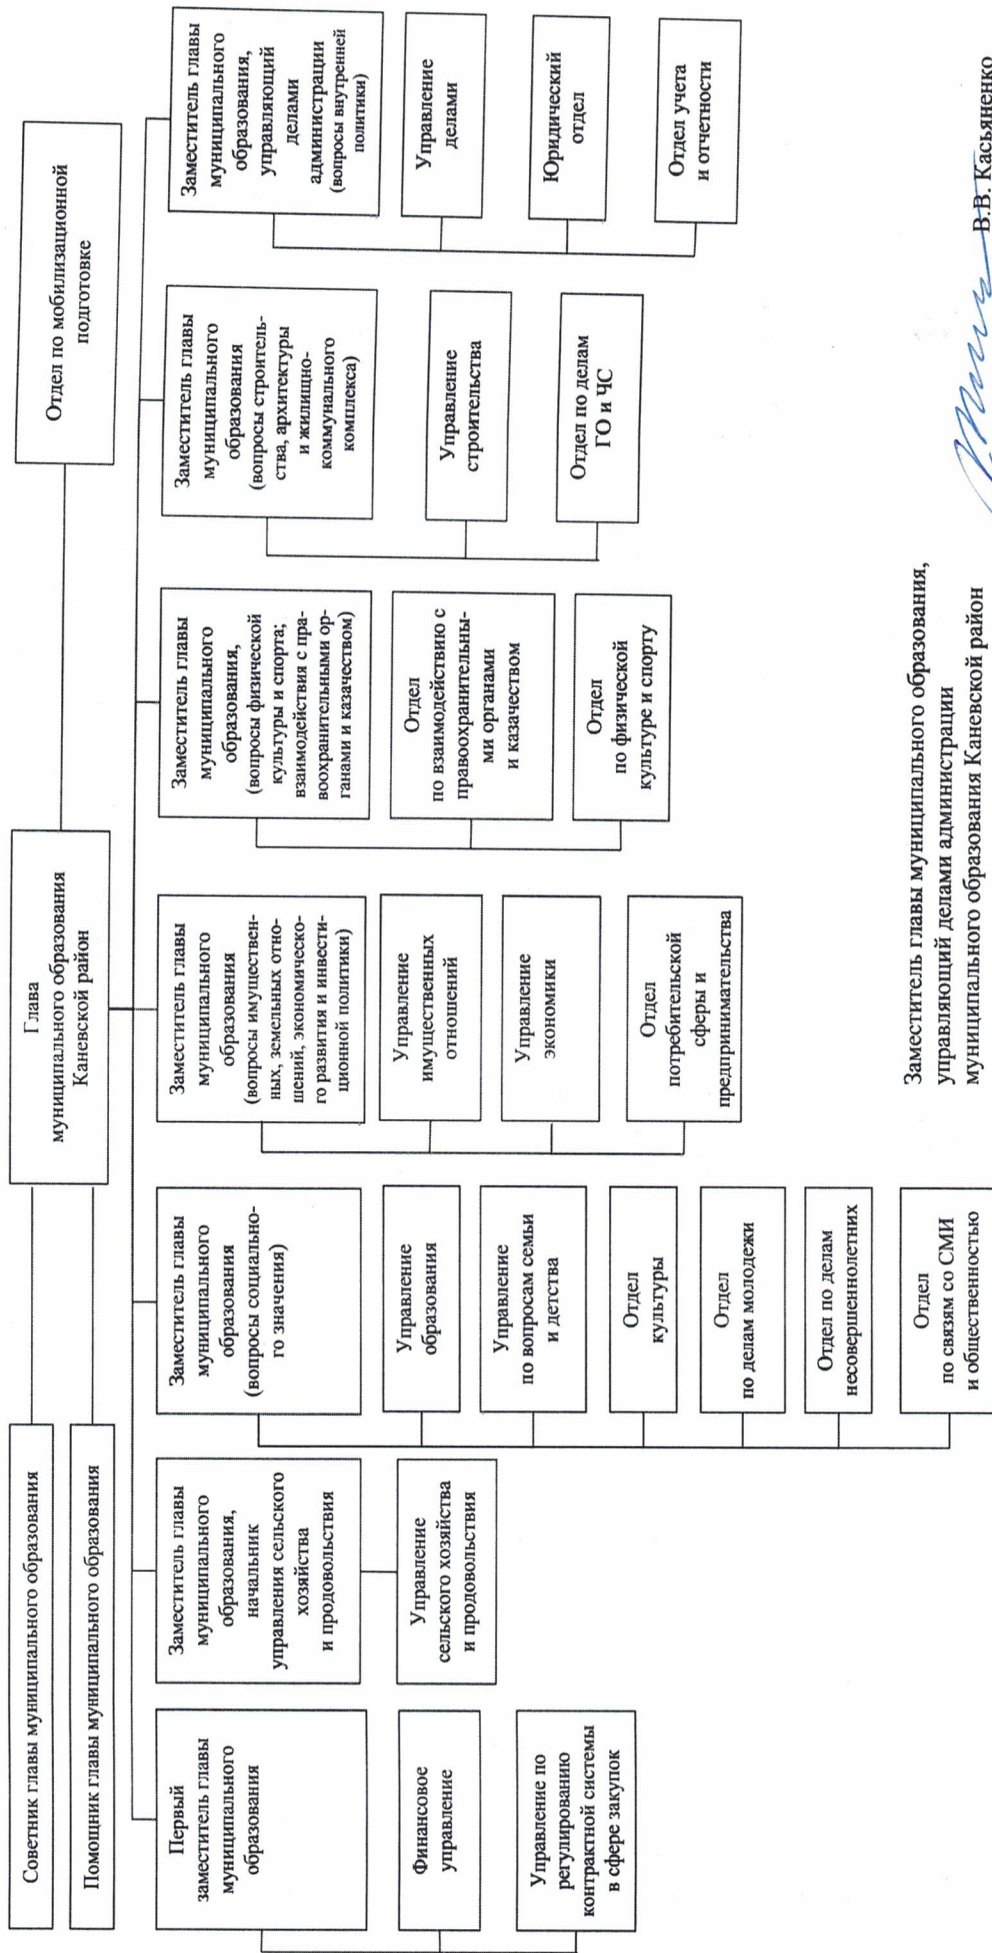 Советник главы муниципального образования
Помощник главы муниципального образования
Глава
муниципального образования
Каневской район
Отдел по мобилизационной
подготовке
Первый
заместитель главы
муниципального
образования
Финансовое
управление
Управление по
регулированию
контрактной системы
в сфере закупок
Заместитель главы
муниципального
образования,
начальник
управления сельского
хозяйства
и продовольствия
Управление
сельского хозяйства
и продовольствия
Заместитель главы
муниципального
образования
(вопросы социально-
го значения)
Управление
образования
Управление
по вопросам семьи
и детства
Отдел
культуры
Отдел
по делам молодежи
Отдел по делам
несовершеннолетних
Отдел
по связям со СМИ
и общественностью
Заместитель главы
муниципального
образования
(вопросы имуществен-
ных, земельных отно-
шений, экономическо-
го развития и инвести-
ционной политики)
Управление
имущественных
отношений
Управление
экономики
Отдел
потребительской
сферы и
предпринимательства
Заместитель главы
муниципального
образования,
(вопросы физической
культуры и спорта;
взаимодействия с пра-
воохранительными ор-
ганами и казачеством)
Отдел
по взаимодействию с
правоохранительны-
ми органами
и казачеством
Отдел
по физической
культуре и спорту
Заместитель главы
муниципального
образования
(вопросы строитель-
ства, архитектуры
и жилищно-
коммунального
комплекса)
Управление
строительства
Отдел по делам
ГО и ЧС
Заместитель главы
муниципального
образования,
управляющий
делами
администрации
(вопросы внутренней
политики)
Управление
делами
Юридический
отдел
Отдел учета
и отчетности
Заместитель главы муниципального образования,
управляющий делами администрации
муниципального образования Каневской район
В.В. Касьяненко